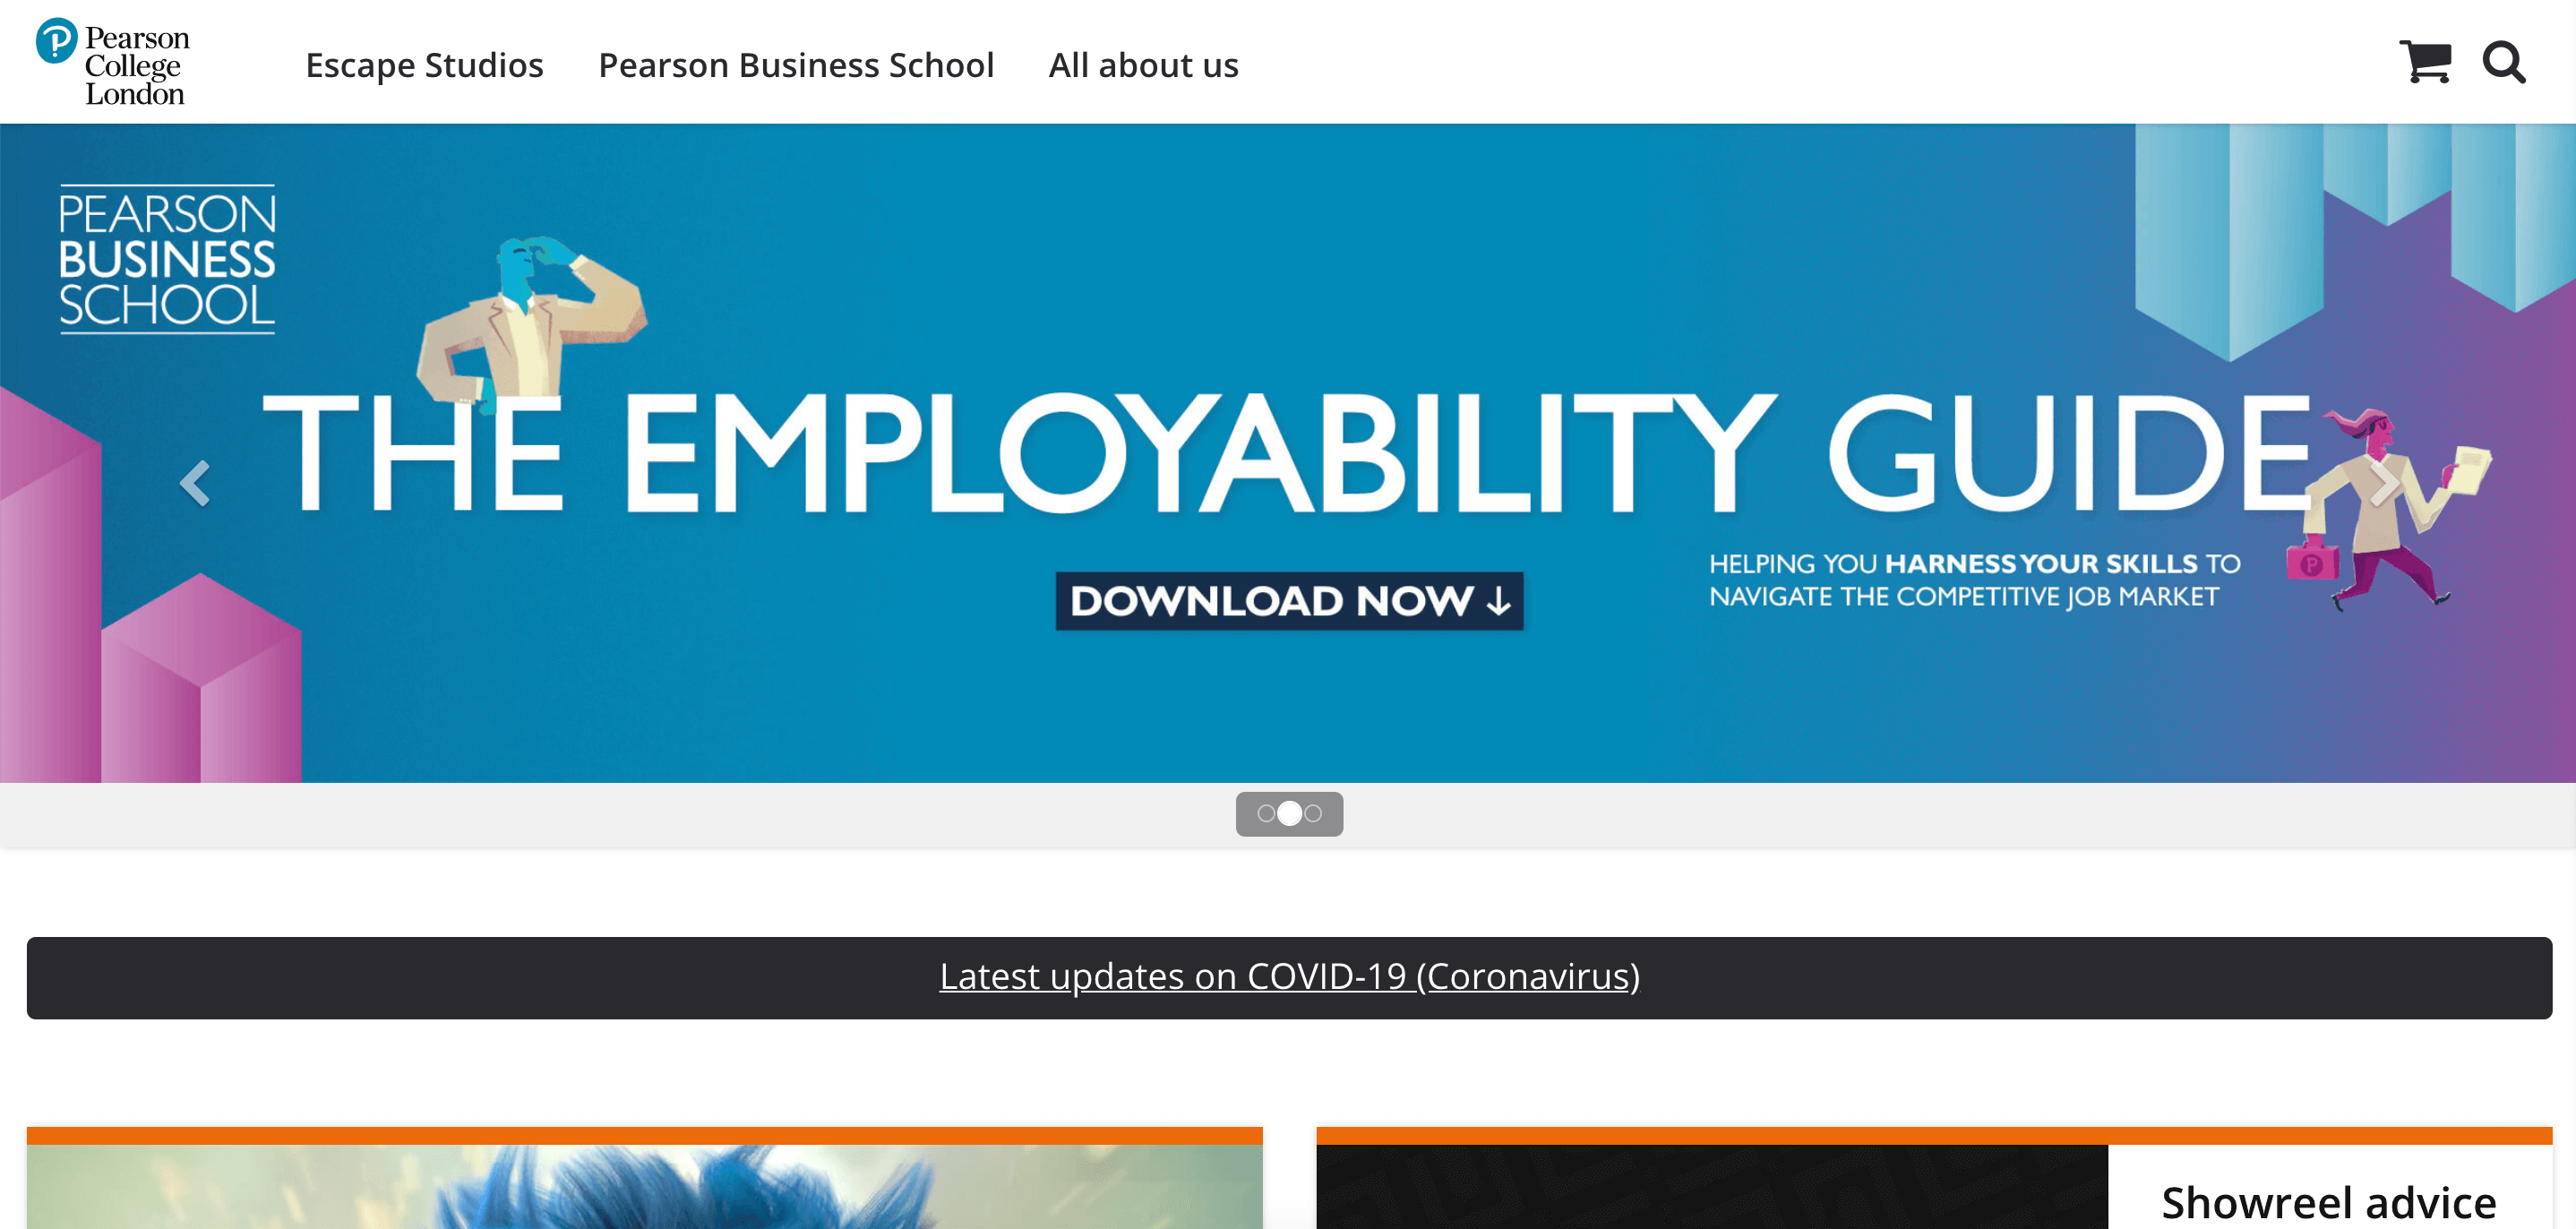 Pearson
College
London
Escape Studios
Pearson Business School
All about us
PEARSON
BUSINESS
SCHOOL
THE EMPLOYABILITY GUIDE
DOWNLOAD NOW ↓
HELPING YOU HARNESS YOUR SKILLS TO
NAVIGATE THE COMPETITIVE JOB MARKET
Latest updates on COVID-19 (Coronavirus)
Showreel advice